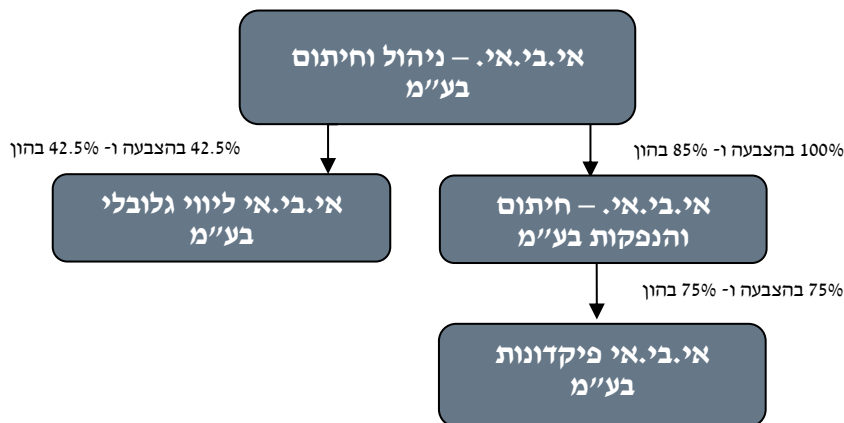 אי.בי.אי. – ניהול וחיתום
בע״מ
100% בהצבעה ו- 85% בהון
42.5% בהצבעה ו- 42.5% בהון
אי.בי.אי. – חיתום
והנפקות בע״מ
אי.בי.אי ליווי גלובלי
בע״מ
75% בהצבעה ו- 75% בהון
אי.בי.אי פיקדונות
בע״מ